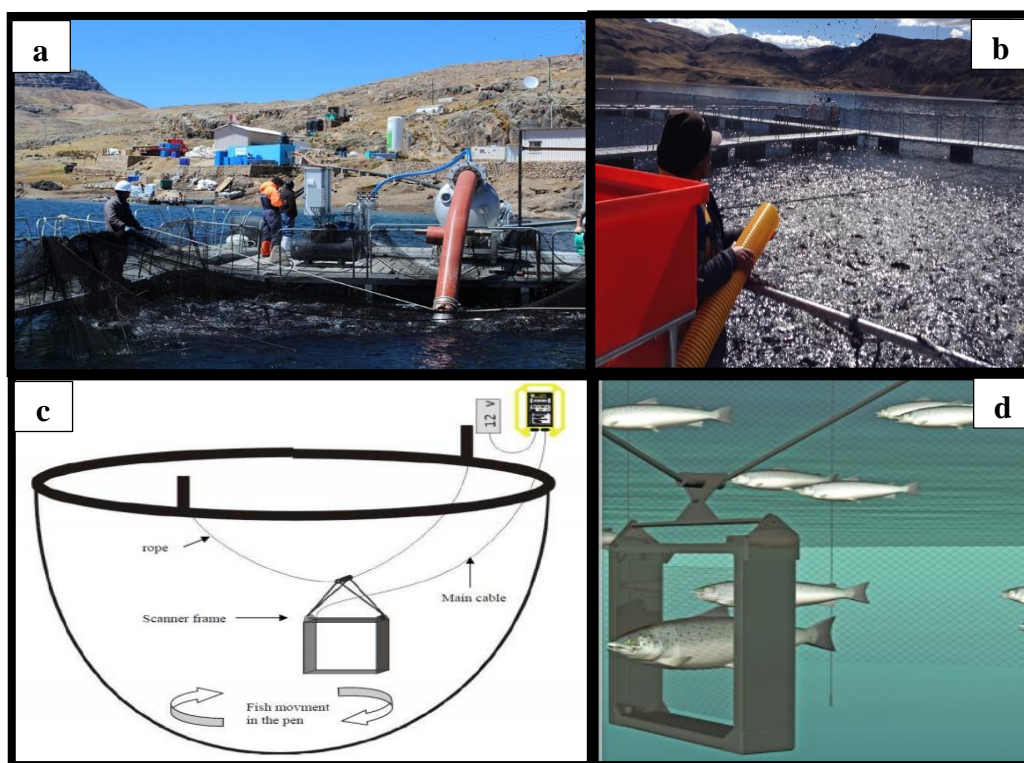 a
b
c
12 V
rope
Main cable
Scanner frame
Fish movment
in the pen
d